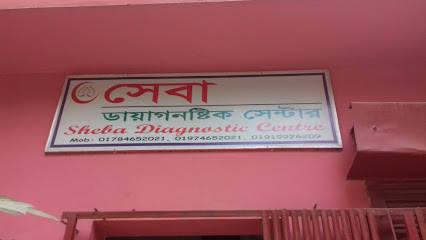 সেবা
ডায়াগনষ্টিক সেন্টার
Sheba Diagnostic Centre
Mob: 01784652021, 01974652021, 01919926209